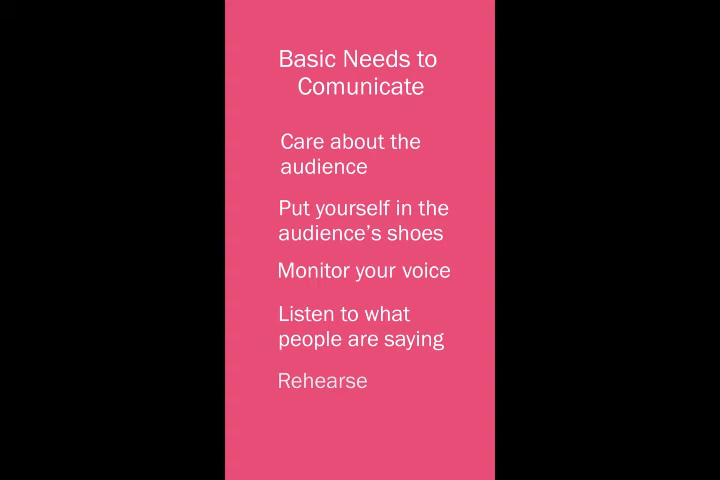 Basic Needs to
Comunicate
Care about the
audience
Put yourself in the
audience’s shoes
Monitor your voice
Listen to what
people are saying
Rehearse